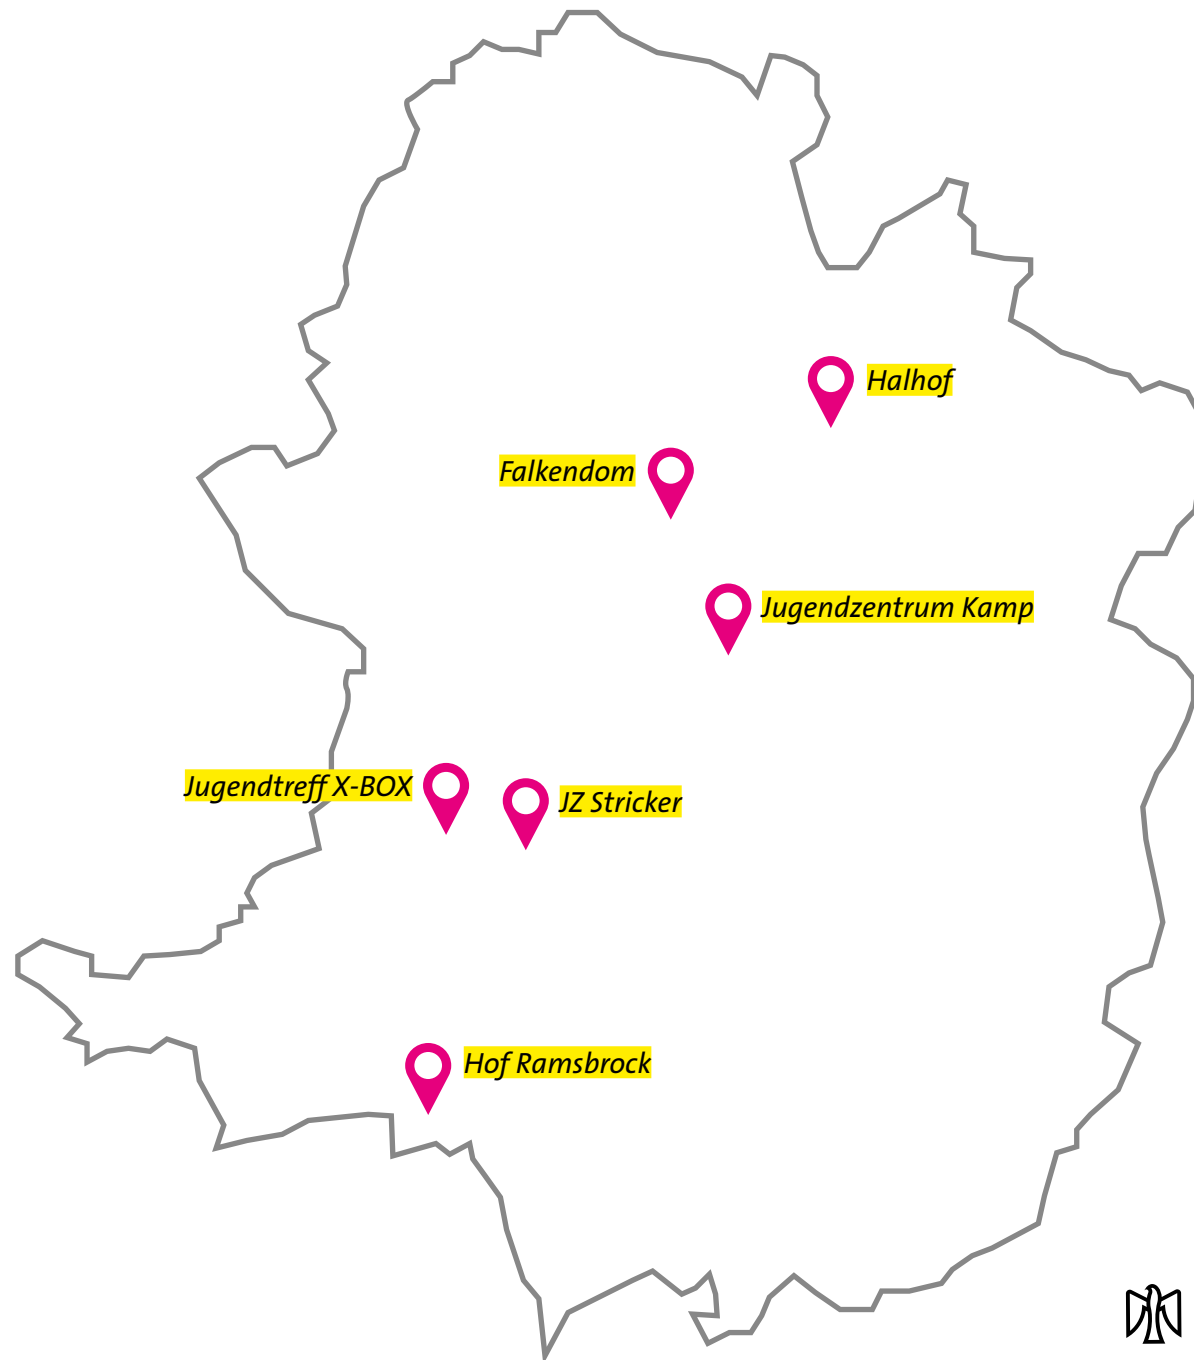 Halhof
Falkendom
Jugendzentrum Kamp
Jugendtreff X-BOX
JZ Stricker
Hof Ramsbrock